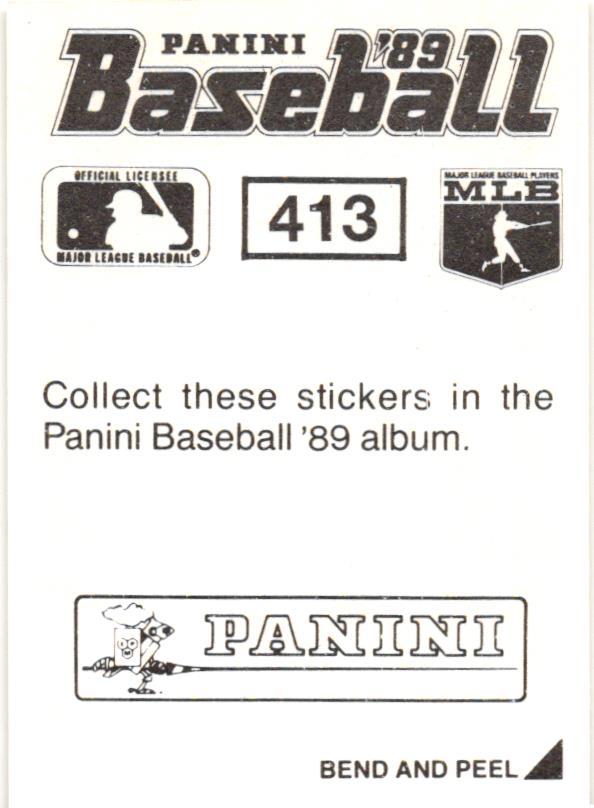 PANINI '89
Baseball
OFFICIAL LICENSEE
MAJOR LEAGUE BASEBALL®
413
MAJOR LEAGUE BASEBALL PLAYERS
MLB
Collect these stickers in the
Panini Baseball '89 album.
PANINI
BEND AND PEEL